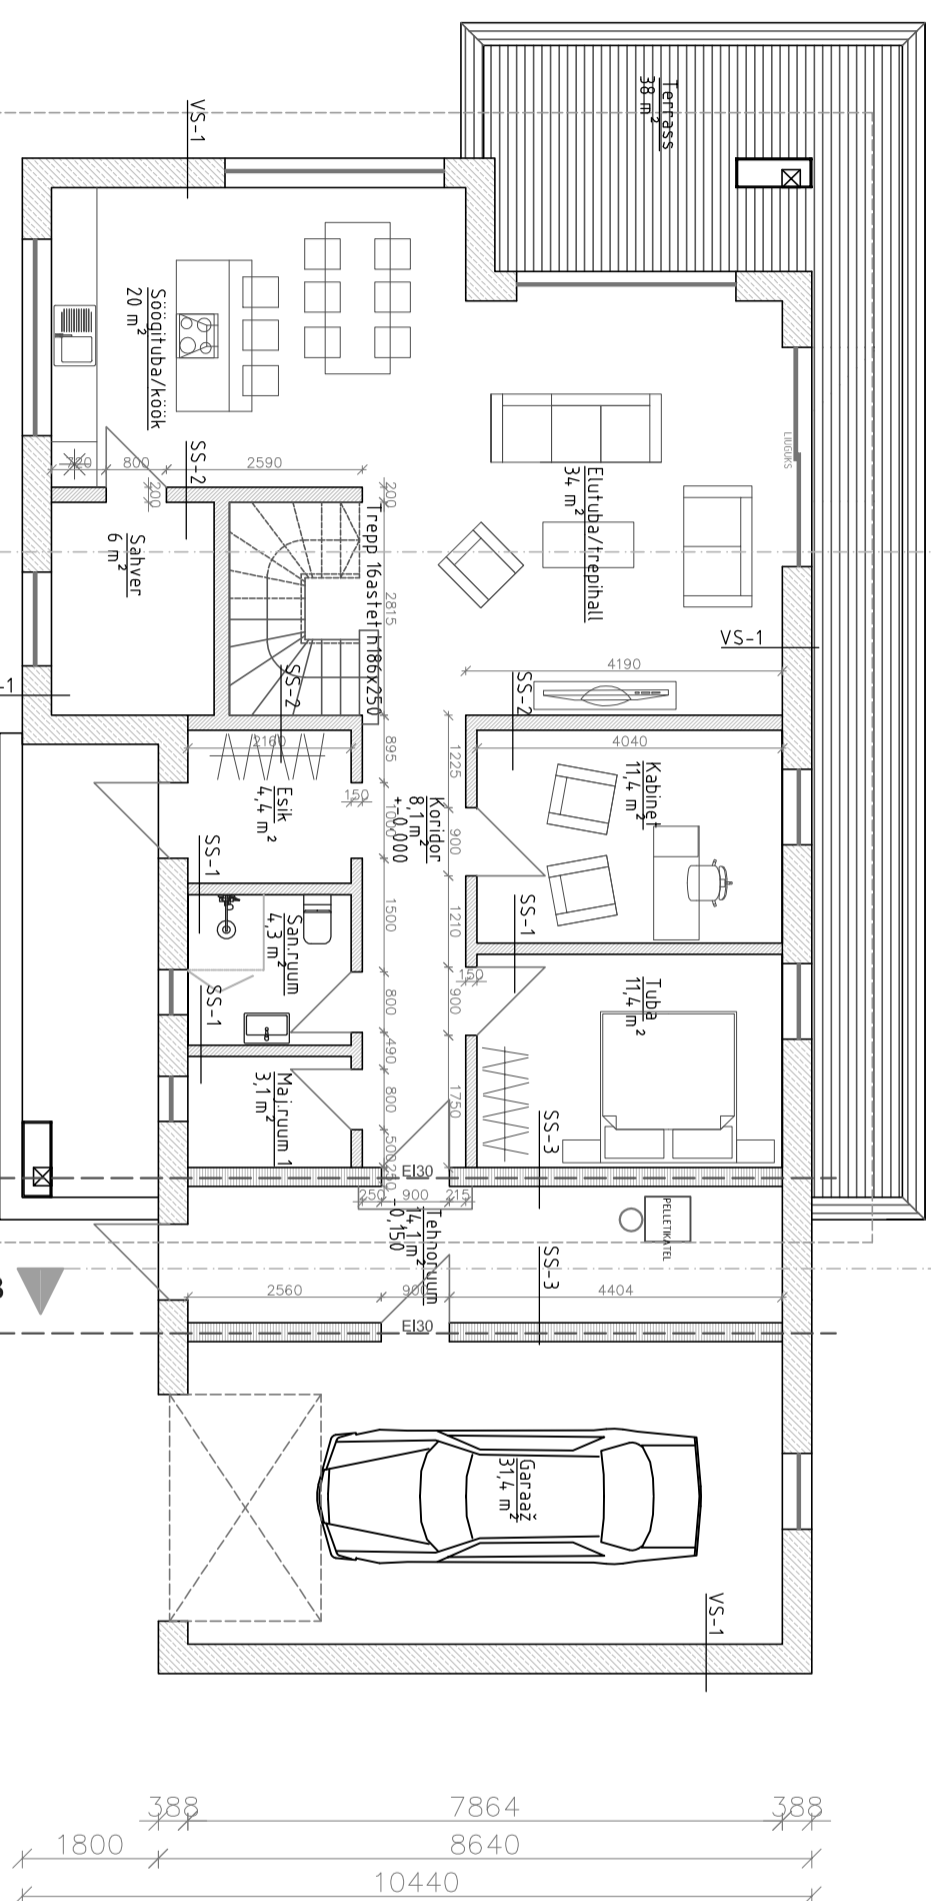 Terrass
38 m²
VS-1
Söögituba/köök
20 m²
LIUGUKS
SS-2
720
800
2590
200
200
Elutuba/trepihall
34 m²
Trepp 16astet h186x250
Sahver
6 m²
2815
VS-1
4190
SS-2
SS-2
-1
2160
895
1225
4040
Kabinet
11,4 m²
Esik
4,4 m²
150
1000
Koridor
8,1 m²
+-0,000
900
SS-1
SS-1
1500
1210
San.ruum
4,3 m²
150
Tuba
11,4 m²
SS-1
800
900
490
Maj.ruum 1
3,1 m²
800
1750
SS-3
500
EI30
250
900
215
Tehnoruum
14,1 m²
-0,150
PELLETIKATEL
SS-3
2560
900
4404
EI30
Garaaž
31,4 m²
VS-1
388
7864
388
1800
8640
10440